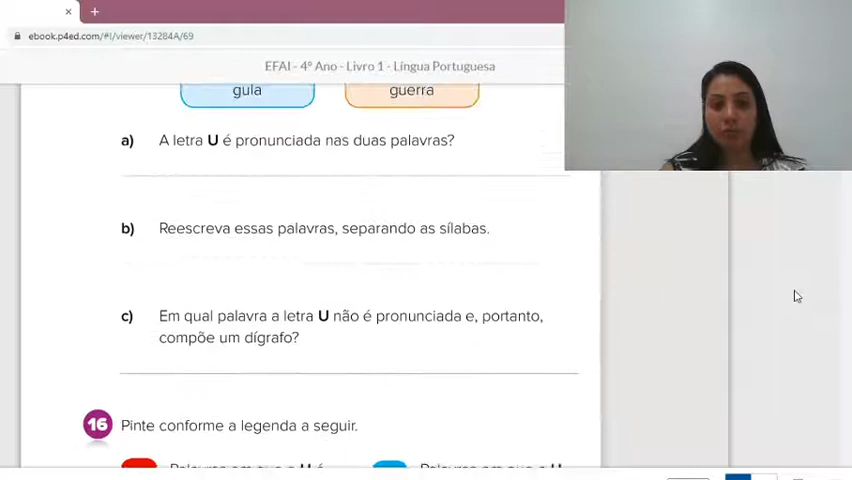 ebook.p4ed.com/#/viewer/13284A/69
EFAI - 4º Ano - Livro 1 - Língua Portuguesa
gula
guerra
a) A letra U é pronunciada nas duas palavras?
b) Reescreva essas palavras, separando as sílabas.
c) Em qual palavra a letra U não é pronunciada e, portanto,
compõe um dígrafo?
16 Pinte conforme a legenda a seguir.